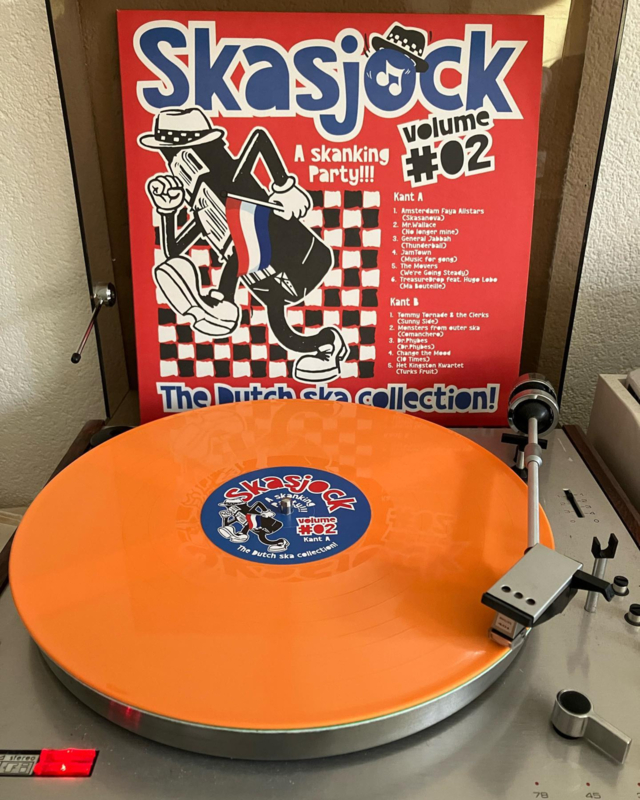 Skasjock
volume
#02
A skanking
Party!!!
Kant A
1. Amsterdam Faya Allstars
(Skasanova)
2. Mr.Wallace
(No longer mine)
3. General Jabbah
(Thunderball)
4. JamTown
(Music for gong)
5. The Møvers
(We're Going Steady)
6. TreasureDrop feat. Hugo Lobo
(Ma Bouteille)
Kant B
1. Tommy Tornado & the Clerks
(Sunny Side)
2. Monsters from outer ska
(Comanchero)
3. Dr.Phybes
(Dr.Phybes)
4. Change the Mood
(10 Times)
5. Het Kingston Kwartet
(Turks Fruit)
The Dutch ska collection!
Skasjock
A skanking
Party!!!
volume
#02
Kant A
The Dutch ska collection!
stereo
78
45